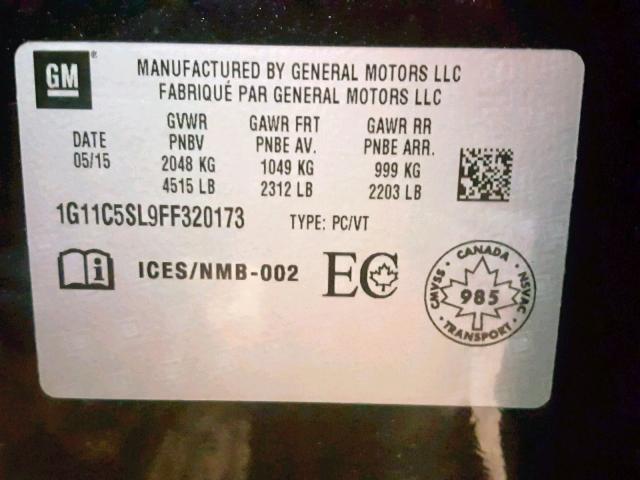 GM®
MANUFACTURED BY GENERAL MOTORS LLC
FABRIQUÉ PAR GENERAL MOTORS LLC
DATE
05/15
GVWR
PNBV
2048 KG
4515 LB
GAWR FRT
PNBE AV.
1049 KG
2312 LB
GAWR RR
PNBE ARR.
999 KG
2203 LB
1G11C5SL9FF320173 TYPE: PC/VT
i ICES/NMB-002 EC
CANADA
CMVSS · NSVAC
985
TRANSPORT